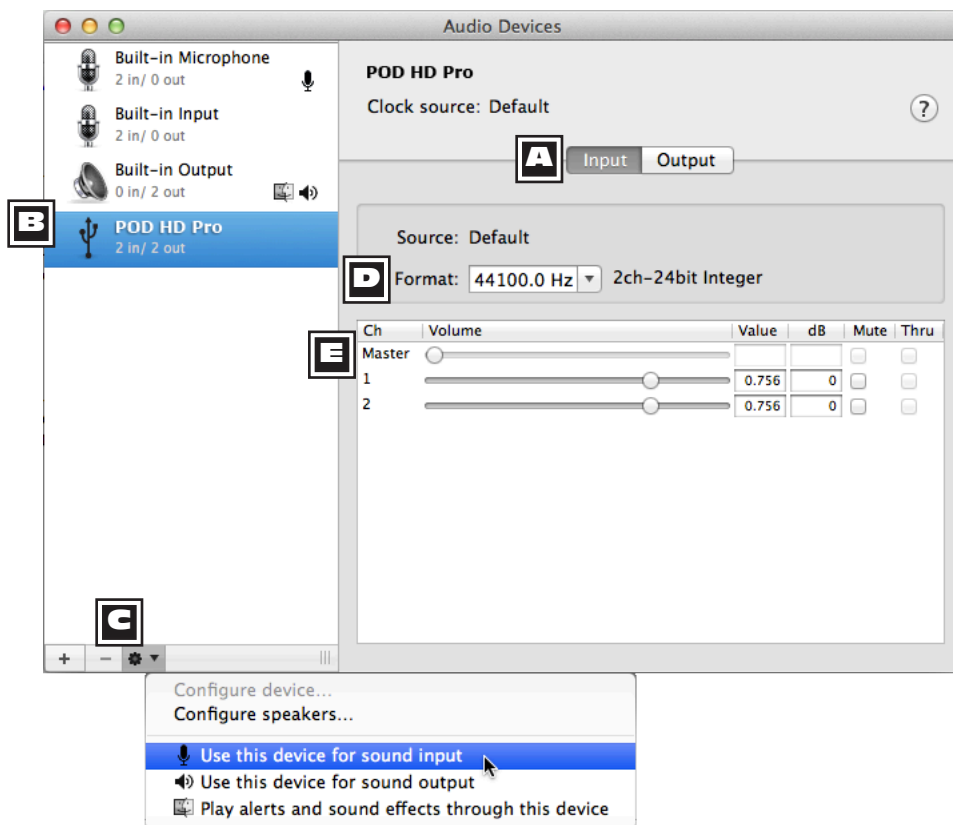 Audio Devices
Built-in Microphone
2 in/ 0 out
Built-in Input
2 in/ 0 out
Built-in Output
0 in/ 2 out
B
POD HD Pro
2 in/ 2 out
C
+ −
POD HD Pro
Clock source: Default
?
A
Input Output
Source: Default
D
Format: 44100.0 Hz 2ch-24bit Integer
E
Ch Volume Value dB Mute Thru
Master
1 0.756 0
2 0.756 0
Configure device...
Configure speakers...
Use this device for sound input
Use this device for sound output
Play alerts and sound effects through this device